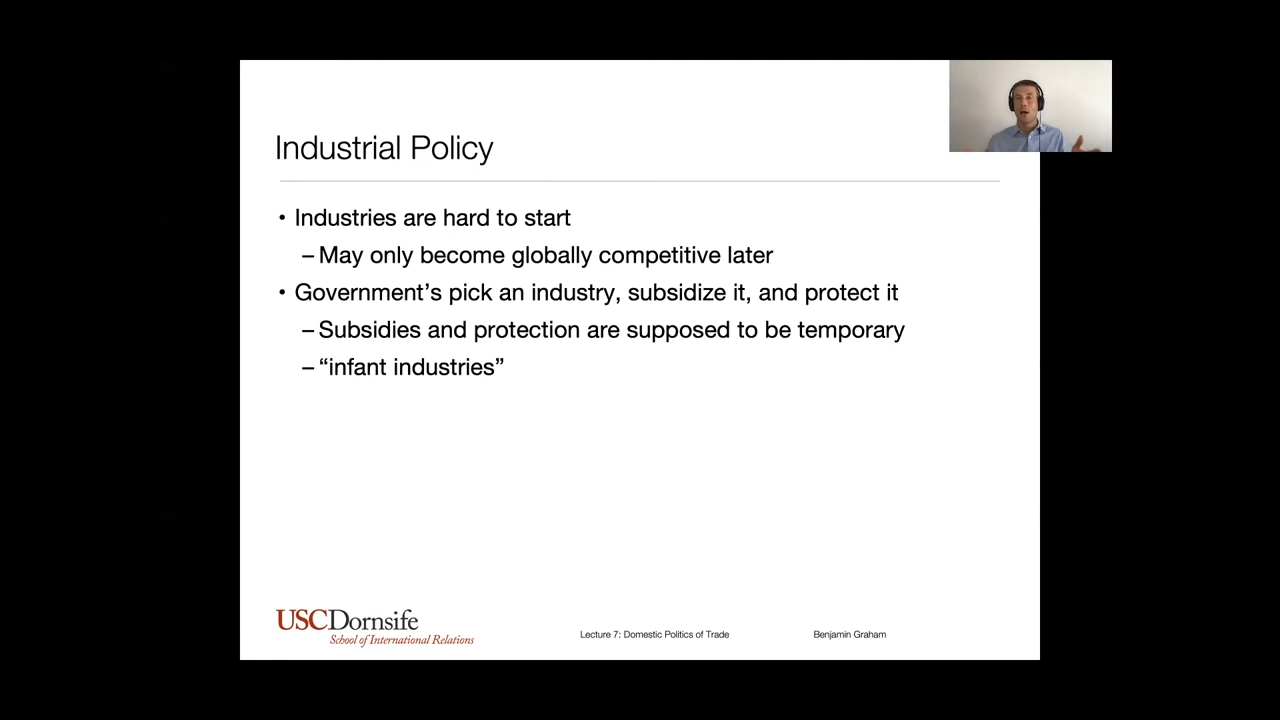 Industrial Policy
• Industries are hard to start
– May only become globally competitive later
• Government’s pick an industry, subsidize it, and protect it
– Subsidies and protection are supposed to be temporary
– “infant industries”
USCDornsife
School of International Relations
Lecture 7: Domestic Politics of Trade
Benjamin Graham